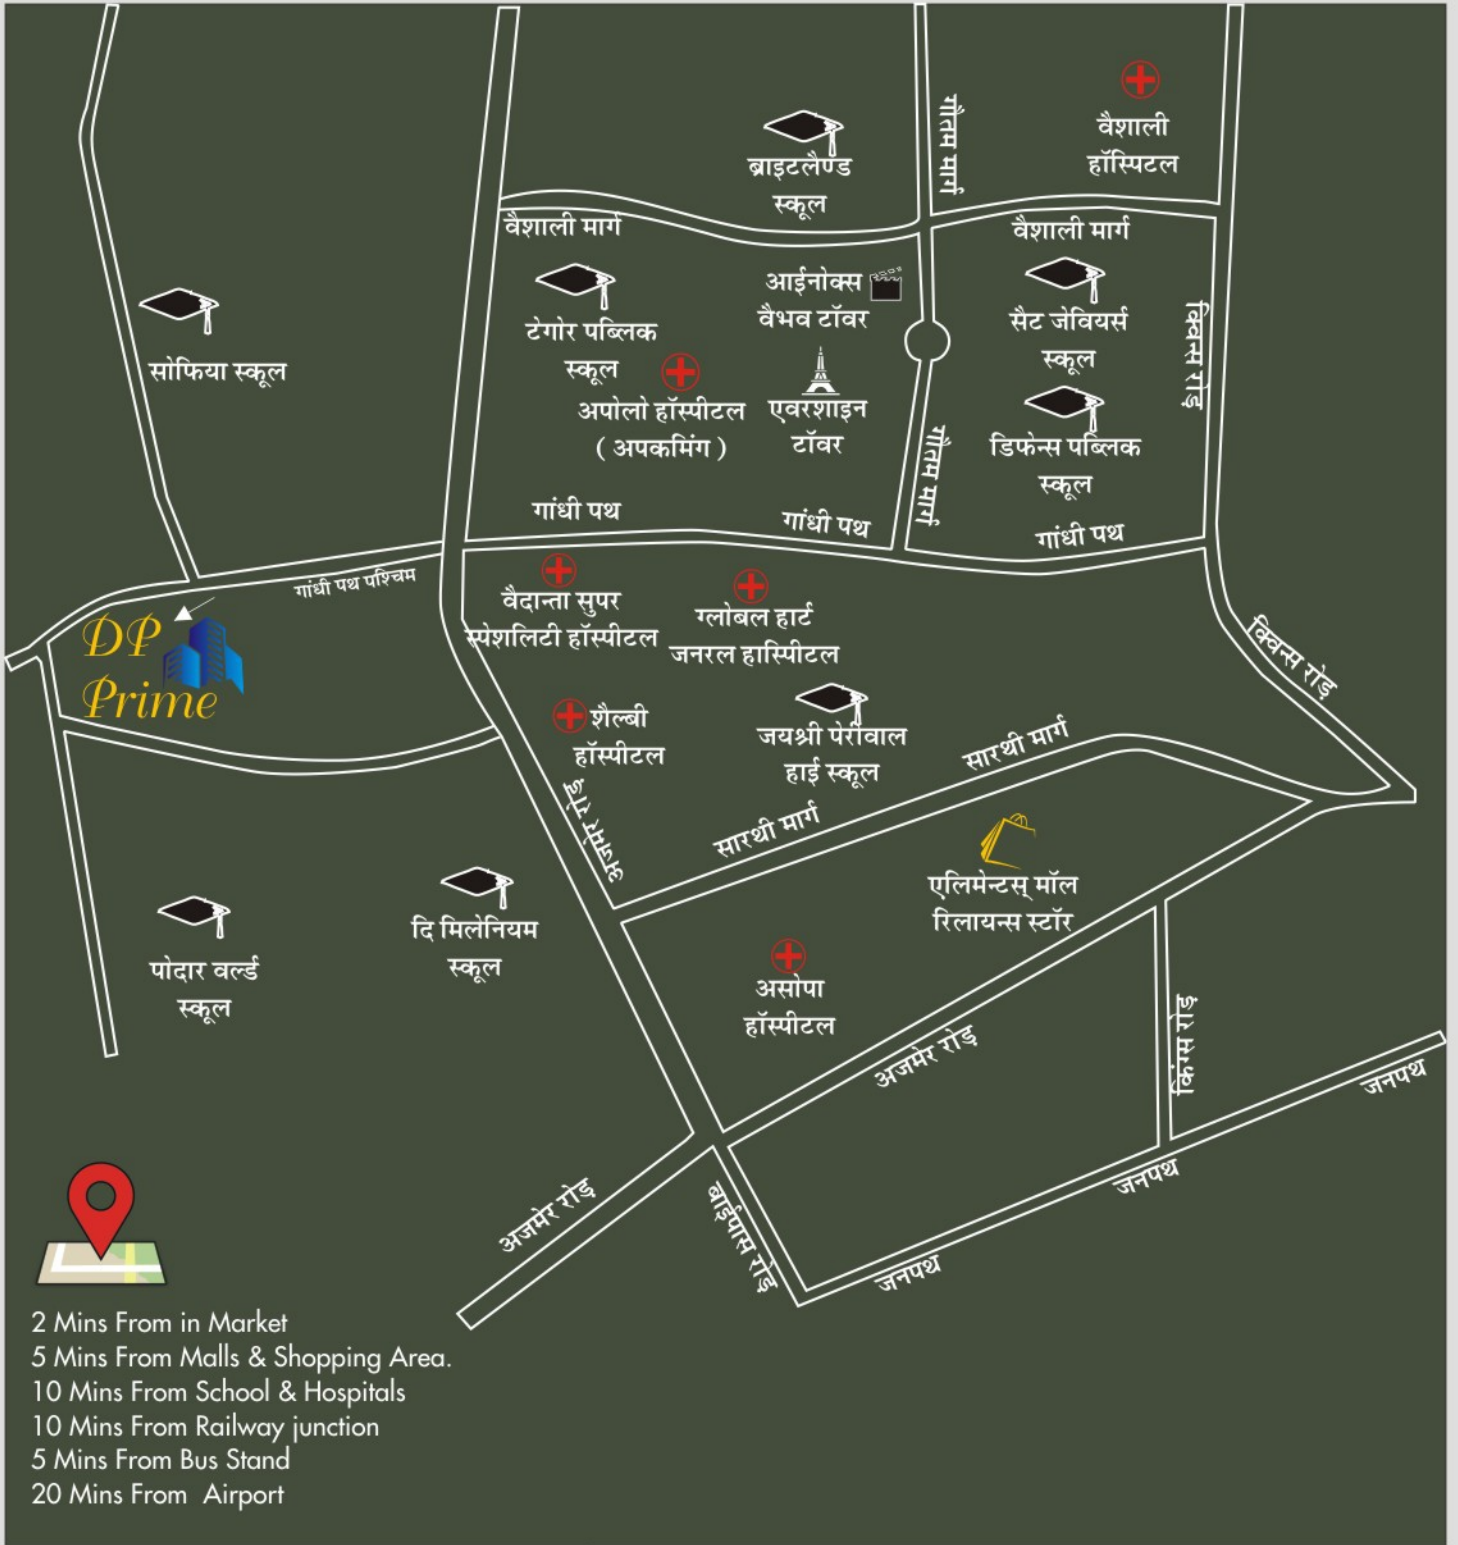 गौतम मार्ग
वैशाली
हॉस्पिटल
ब्राइटलैण्ड
स्कूल
वैशाली मार्ग
वैशाली मार्ग
सोफिया स्कूल
टेगोर पब्लिक
स्कूल
आईनोक्स
वैभव टॉवर
सैट जेवियर्स
स्कूल
क्विन्स रोड़
अपोलो हॉस्पीटल
( अपकमिंग )
एवरशाइन
टॉवर
गौतम मार्ग
डिफेन्स पब्लिक
स्कूल
गांधी पथ
गांधी पथ
गांधी पथ
गांधी पथ पश्चिम
DP
Prime
वैदान्ता सुपर
स्पेशलिटी हॉस्पीटल
ग्लोबल हार्ट
जनरल हास्पिीटल
क्विन्स रोड़
शैल्बी
हॉस्पीटल
जयश्री पेरीवाल
हाई स्कूल
सारथी मार्ग
सारथी मार्ग
अजमेर रोड़
एलिमेन्टस् मॉल
रिलायन्स स्टॉर
दि मिलेनियम
स्कूल
पोदार वर्ल्ड
स्कूल
असोपा
हॉस्पीटल
अजमेर रोड़
किंग्स रोड़
जनपथ
जनपथ
जनपथ
अजमेर रोड़
बाईपास रोड़
2 Mins From in Market
5 Mins From Malls & Shopping Area.
10 Mins From School & Hospitals
10 Mins From Railway junction
5 Mins From Bus Stand
20 Mins From Airport